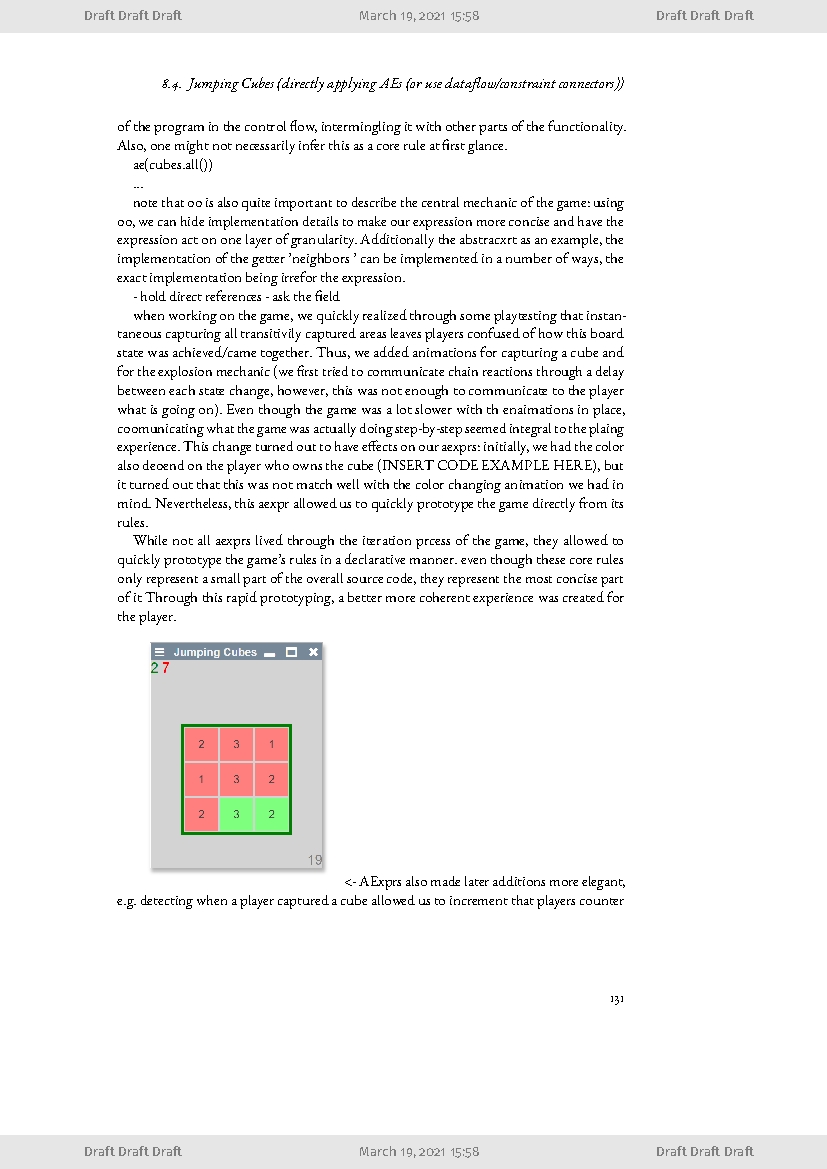 Draft Draft Draft March 19, 2021 15:58 Draft Draft Draft
8.4. Jumping Cubes (directly applying AEs (or use dataflow/constraint connectors))
of the program in the control flow, intermingling it with other parts of the functionality.
Also, one might not necessarily infer this as a core rule at first glance.
ae(cubes.all())
...
note that oo is also quite important to describe the central mechanic of the game: using
oo, we can hide implementation details to make our expression more concise and have the
expression act on one layer of granularity. Additionally the abstracxrt as an example, the
implementation of the getter ’neighbors ’ can be implemented in a number of ways, the
exact implementation being irrefor the expression.
- hold direct references - ask the field
when working on the game, we quickly realized through some playtesting that instan-
taneous capturing all transitivily captured areas leaves players confused of how this board
state was achieved/came together. Thus, we added animations for capturing a cube and
for the explosion mechanic (we first tried to communicate chain reactions through a delay
between each state change, however, this was not enough to communicate to the player
what is going on). Even though the game was a lot slower with th enaimations in place,
coomunicating what the game was actually doing step-by-step seemed integral to the plaing
experience. This change turned out to have effects on our aexprs: initially, we had the color
also deoend on the player who owns the cube (INSERT CODE EXAMPLE HERE), but
it turned out that this was not match well with the color changing animation we had in
mind. Nevertheless, this aexpr allowed us to quickly prototype the game directly from its
rules.
While not all aexprs lived through the iteration prcess of the game, they allowed to
quickly prototype the game’s rules in a declarative manner. even though these core rules
only represent a small part of the overall source code, they represent the most concise part
of it Through this rapid prototyping, a better more coherent experience was created for
the player.
Jumping Cubes
2 7
2 3 1
1 3 2
2 3 2
19
<- AExprs also made later additions more elegant,
e.g. detecting when a player captured a cube allowed us to increment that players counter
131
Draft Draft Draft March 19, 2021 15:58 Draft Draft Draft